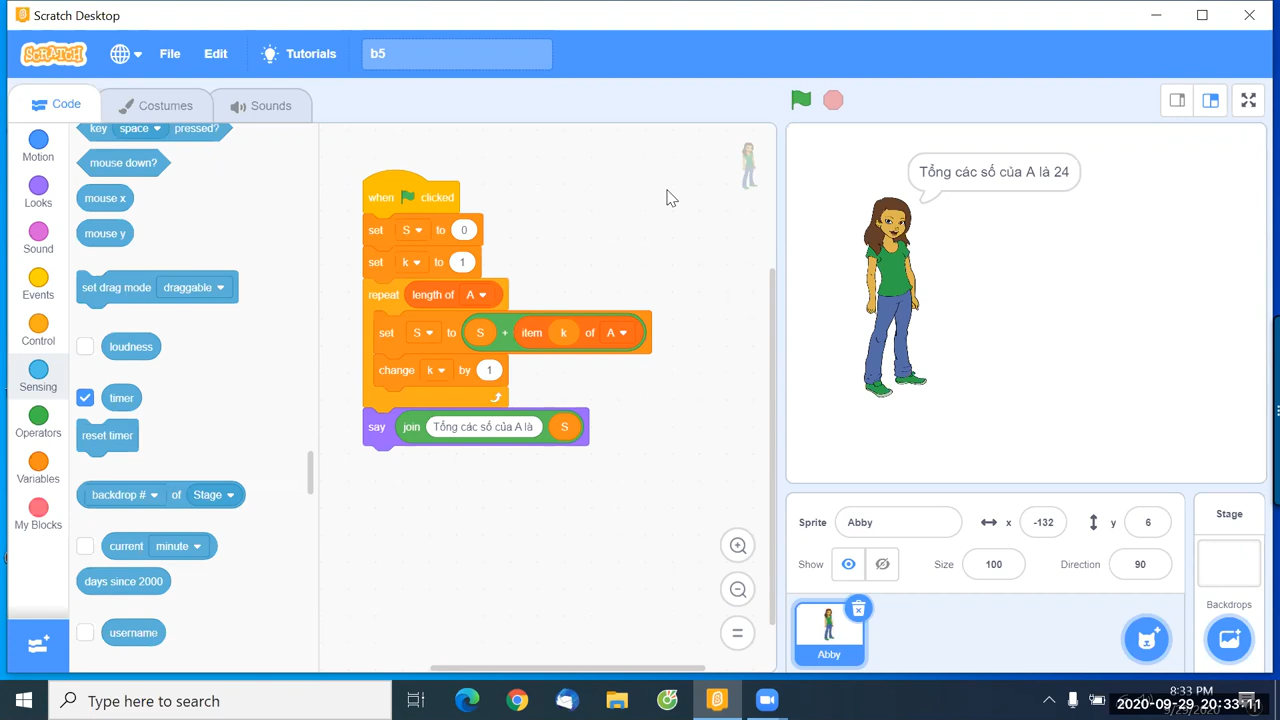 Scratch Desktop
SCRATCH File Edit Tutorials b5
Code Costumes Sounds
Motion
Looks
Sound
Events
Control
Sensing
Operators
Variables
My Blocks
key space pressed?
mouse down?
mouse x
mouse y
set drag mode draggable
loudness
timer
reset timer
backdrop # of Stage
current minute
days since 2000
username
when clicked
set S to 0
set k to 1
repeat length of A
set S to S + item k of A
change k by 1
say join Tổng các số của A là S
Tổng các số của A là 24
Sprite Abby x -132 y 6
Show Size 100 Direction 90
Abby
Stage
Backdrops
Type here to search
8:33 PM
2020-09-29 20:33:11